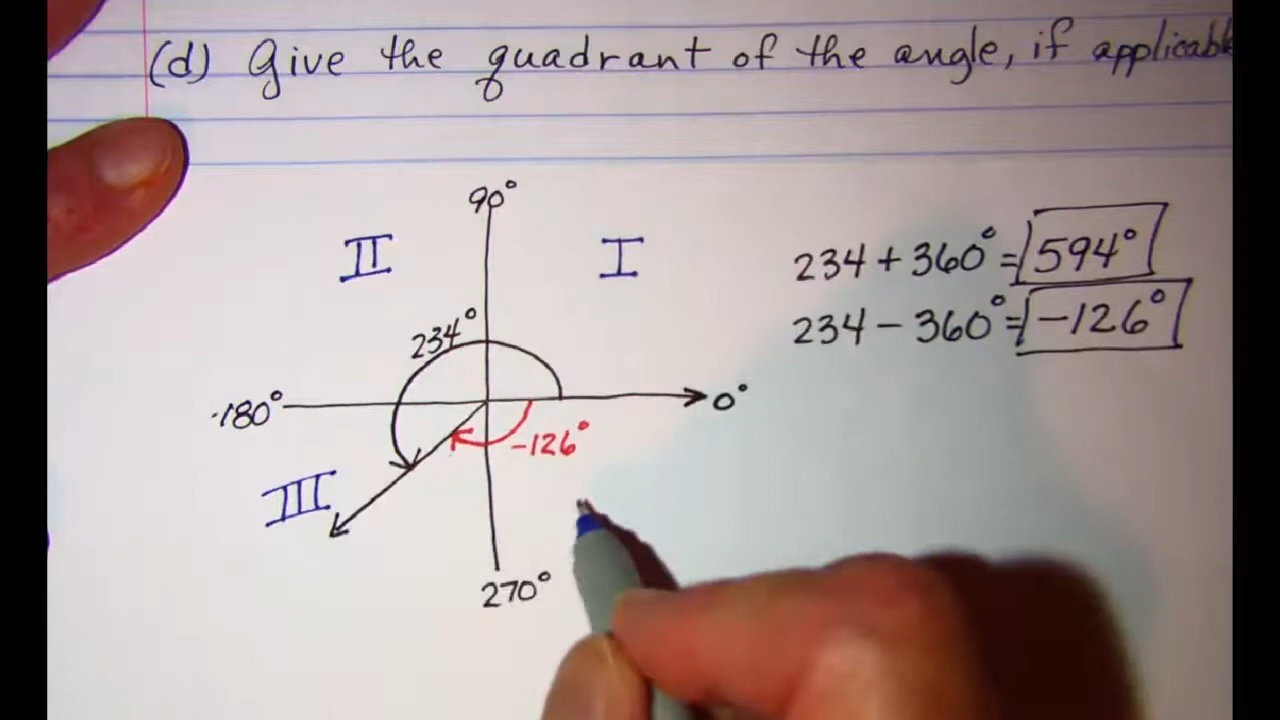 (d) Give the quadrant of the angle, if applicable
90°
II
I
234 + 360° = 594°
234°
234 - 360° = -126°
180°
0°
-126°
III
270°